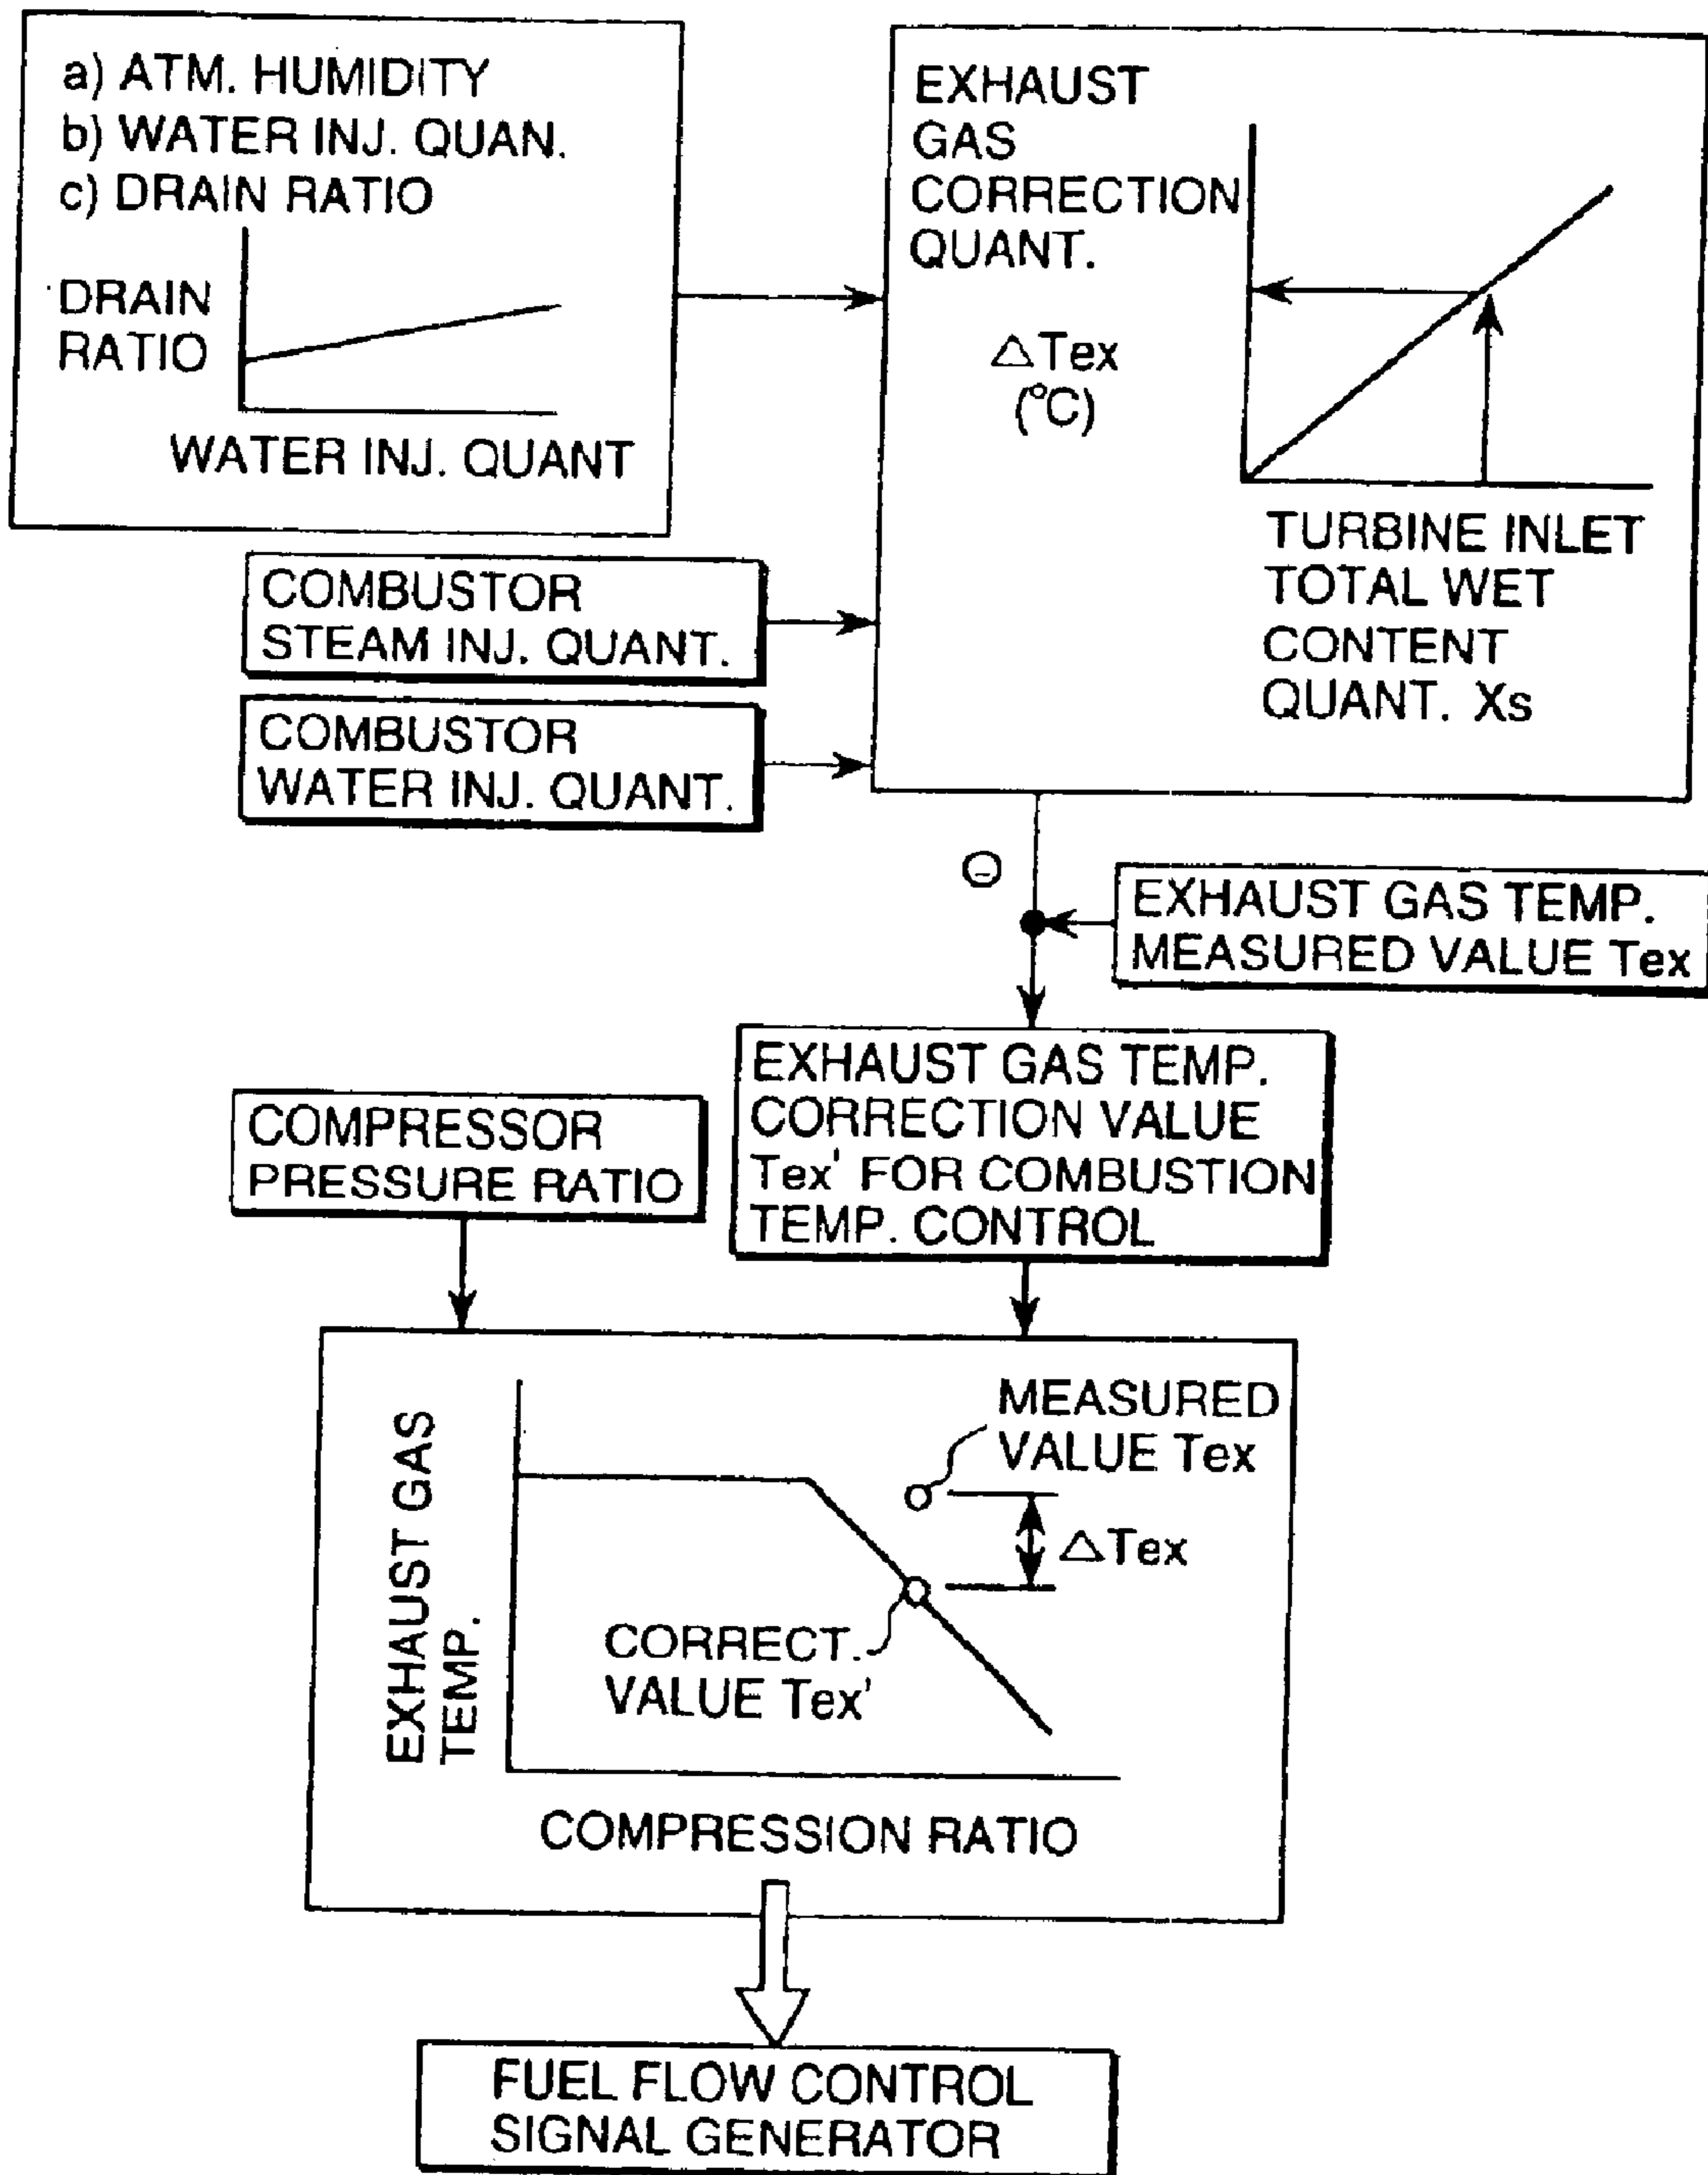 a) ATM. HUMIDITY
b) WATER INJ. QUAN.
c) DRAIN RATIO
DRAIN
RATIO
WATER INJ. QUANT
EXHAUST
GAS
CORRECTION
QUANT.
△Tex
(°C)
TURBINE INLET
TOTAL WET
CONTENT
QUANT. Xs
COMBUSTOR
STEAM INJ. QUANT.
COMBUSTOR
WATER INJ. QUANT.
⊖
EXHAUST GAS TEMP.
MEASURED VALUE Tex
EXHAUST GAS TEMP.
CORRECTION VALUE
Tex' FOR COMBUSTION
TEMP. CONTROL
COMPRESSOR
PRESSURE RATIO
EXHAUST GAS
TEMP.
MEASURED
VALUE Tex
△Tex
CORRECT.
VALUE Tex'
COMPRESSION RATIO
FUEL FLOW CONTROL
SIGNAL GENERATOR